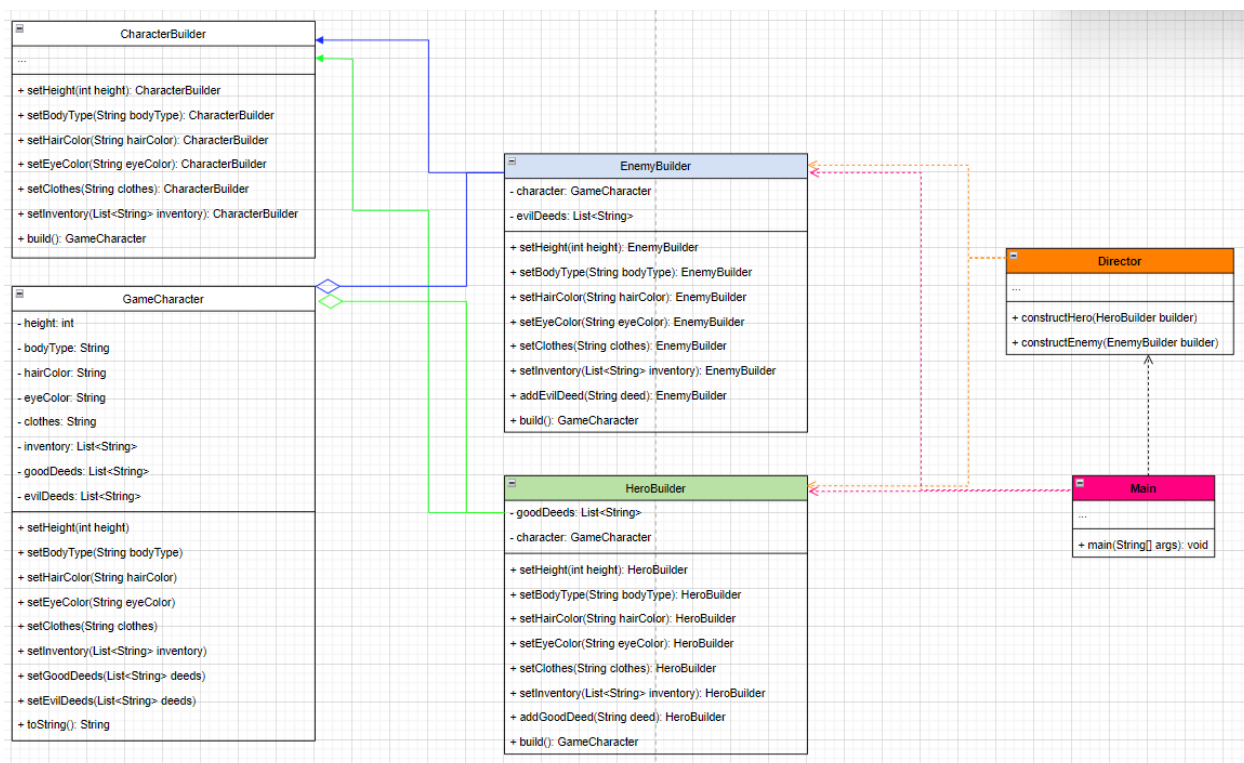 CharacterBuilder
...
+ setHeight(int height): CharacterBuilder
+ setBodyType(String bodyType): CharacterBuilder
+ setHairColor(String hairColor): CharacterBuilder
+ setEyeColor(String eyeColor): CharacterBuilder
+ setClothes(String clothes): CharacterBuilder
+ setInventory(List<String> inventory): CharacterBuilder
+ build(): GameCharacter
GameCharacter
- height: int
- bodyType: String
- hairColor: String
- eyeColor: String
- clothes: String
- inventory: List<String>
- goodDeeds: List<String>
- evilDeeds: List<String>
+ setHeight(int height)
+ setBodyType(String bodyType)
+ setHairColor(String hairColor)
+ setEyeColor(String eyeColor)
+ setClothes(String clothes)
+ setInventory(List<String> inventory)
+ setGoodDeeds(List<String> deeds)
+ setEvilDeeds(List<String> deeds)
+ toString(): String
EnemyBuilder
- character: GameCharacter
- evilDeeds: List<String>
+ setHeight(int height): EnemyBuilder
+ setBodyType(String bodyType): EnemyBuilder
+ setHairColor(String hairColor): EnemyBuilder
+ setEyeColor(String eyeColor): EnemyBuilder
+ setClothes(String clothes): EnemyBuilder
+ setInventory(List<String> inventory): EnemyBuilder
+ addEvilDeed(String deed): EnemyBuilder
+ build(): GameCharacter
HeroBuilder
- goodDeeds: List<String>
- character: GameCharacter
+ setHeight(int height): HeroBuilder
+ setBodyType(String bodyType): HeroBuilder
+ setHairColor(String hairColor): HeroBuilder
+ setEyeColor(String eyeColor): HeroBuilder
+ setClothes(String clothes): HeroBuilder
+ setInventory(List<String> inventory): HeroBuilder
+ addGoodDeed(String deed): HeroBuilder
+ build(): GameCharacter
Director
...
+ constructHero(HeroBuilder builder)
+ constructEnemy(EnemyBuilder builder)
Main
...
+ main(String[] args): void